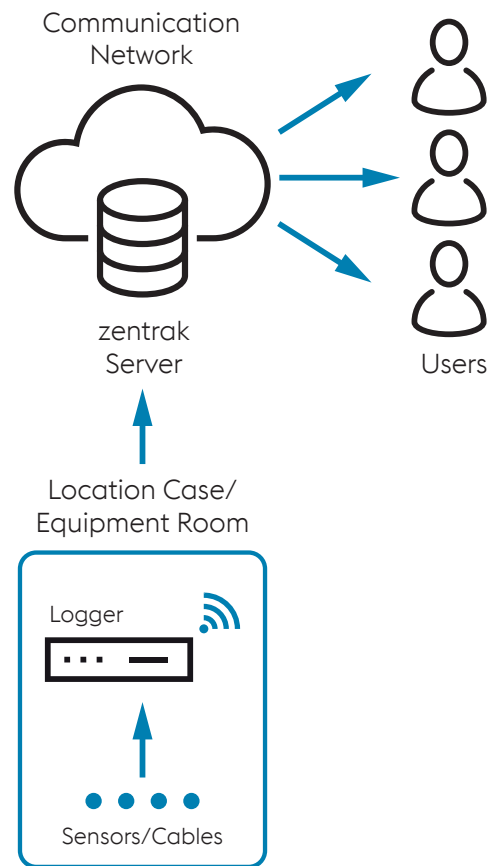 Communication
Network
zentrak
Server
Users
Location Case/
Equipment Room
Logger
Sensors/Cables